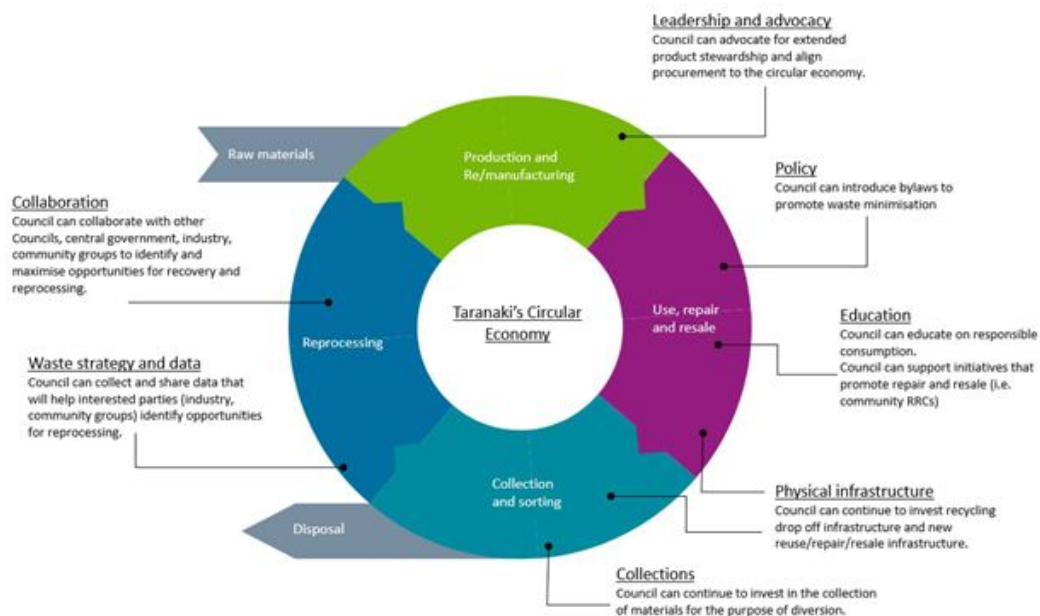 Leadership and advocacy
Council can advocate for extended
product stewardship and align
procurement to the circular economy.
Raw materials
Production and
Re/manufacturing
Policy
Council can introduce bylaws to
promote waste minimisation
Collaboration
Council can collaborate with other
Councils, central government, industry,
community groups to identify and
maximise opportunities for recovery and
reprocessing.
Taranaki's Circular
Economy
Use, repair
and resale
Reprocessing
Education
Council can educate on responsible
consumption.
Council can support initiatives that
promote repair and resale (i.e.
community RRCs)
Waste strategy and data
Council can collect and share data that
will help interested parties (industry,
community groups) identify opportunities
for reprocessing.
Collection
and sorting
Physical infrastructure
Council can continue to invest recycling
drop off infrastructure and new
reuse/repair/resale infrastructure.
Disposal
Collections
Council can continue to invest in the collection
of materials for the purpose of diversion.